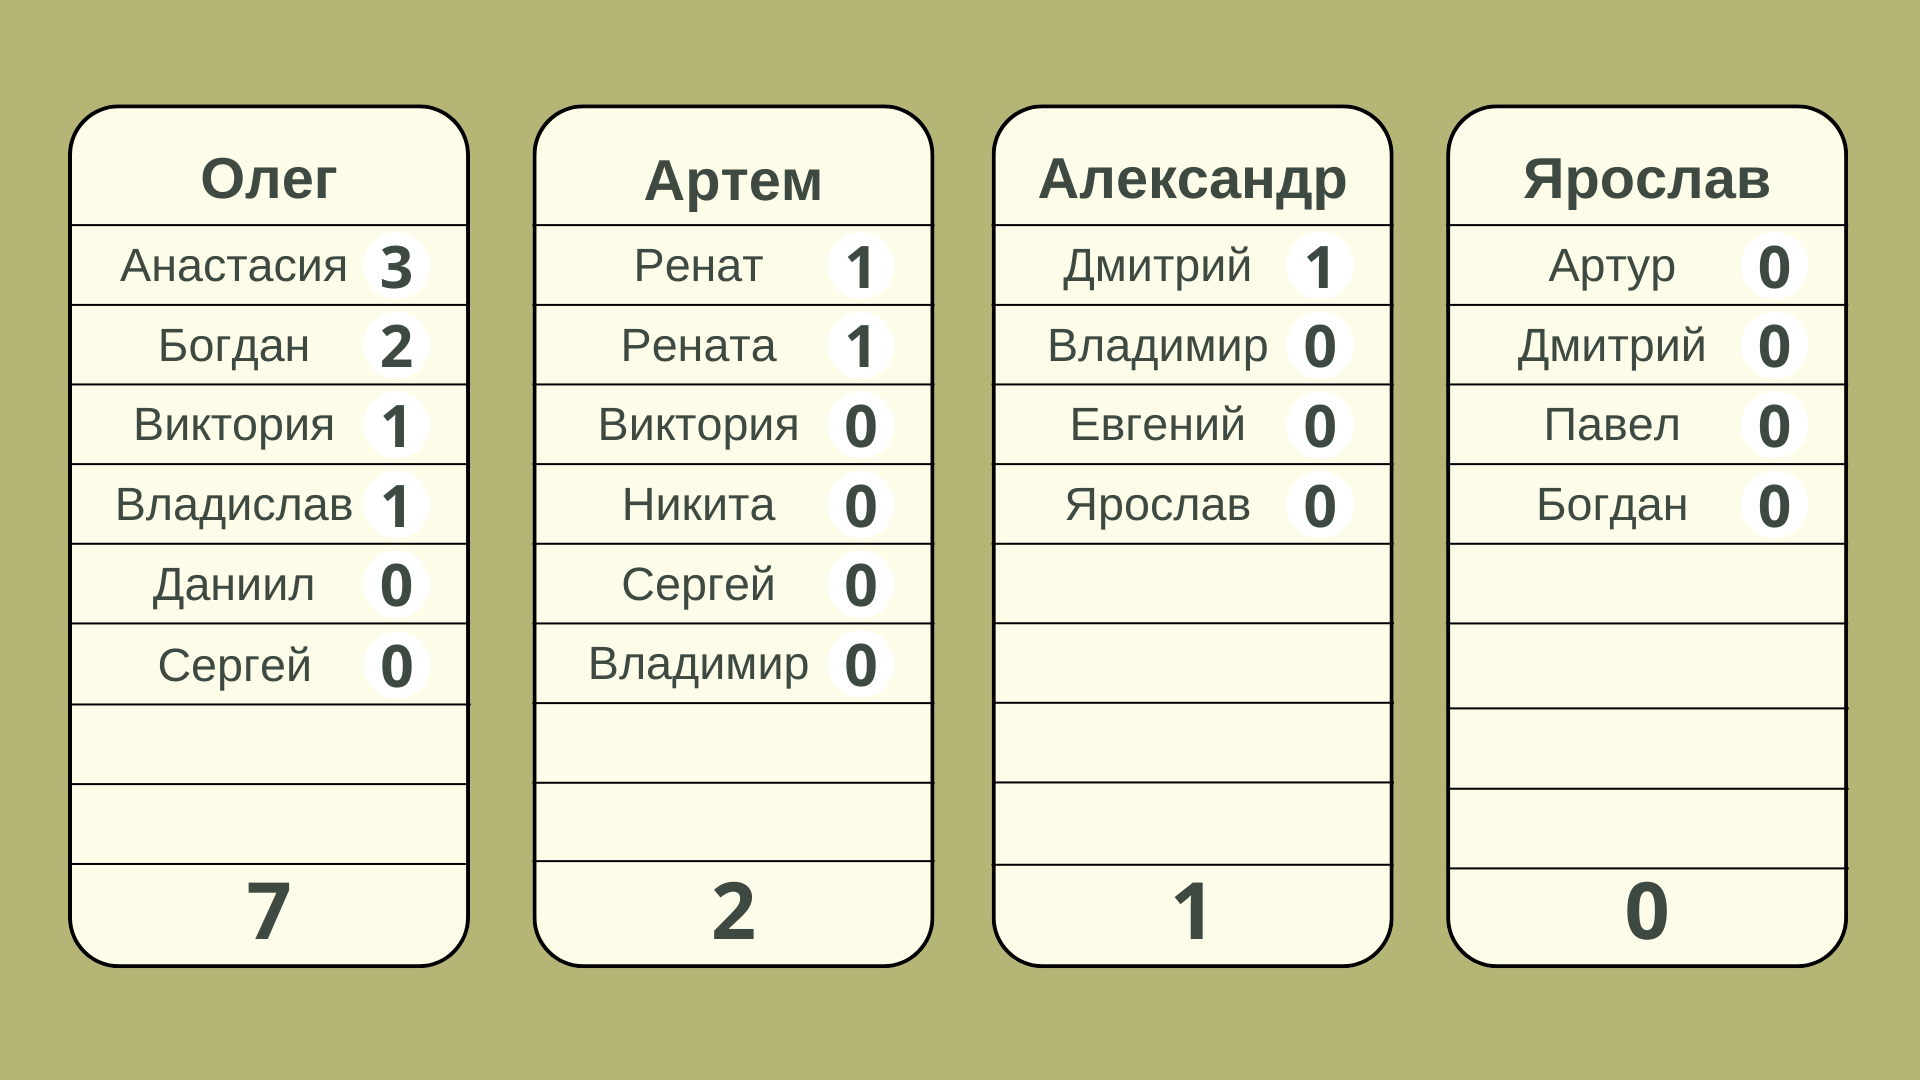 Олег
Анастасия 3
Богдан 2
Виктория 1
Владислав 1
Даниил 0
Сергей 0
7
Артем
Ренат 1
Рената 1
Виктория 0
Никита 0
Сергей 0
Владимир 0
2
Александр
Дмитрий 1
Владимир 0
Евгений 0
Ярослав 0
1
Ярослав
Артур 0
Дмитрий 0
Павел 0
Богдан 0
0